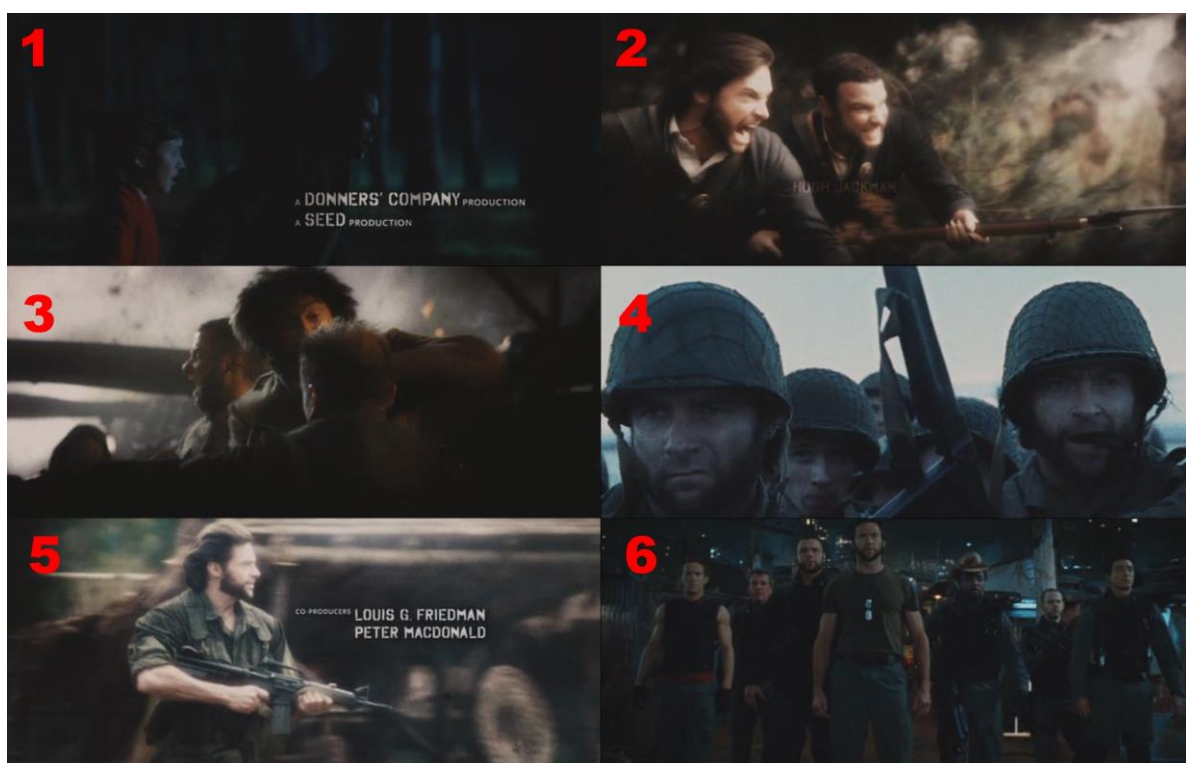 1
A DONNERS' COMPANY PRODUCTION
A SEED PRODUCTION
2
HUGH JACKMAN
3
4
5
CO-PRODUCERS LOUIS G. FRIEDMAN
PETER MACDONALD
6